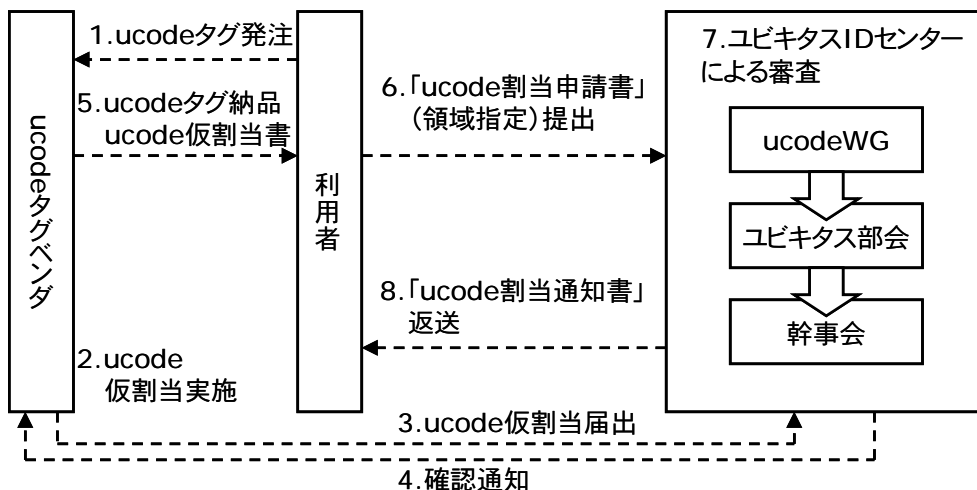 1.ucodeタグ発注
5.ucodeタグ納品
ucode仮割当書
ucodeタグベンダ
2.ucode
仮割当実施
利用者
6.「ucode割当申請書」
(領域指定)提出
8.「ucode割当通知書」
返送
7.ユビキタスIDセンター
による審査
ucodeWG
ユビキタス部会
幹事会
3.ucode仮割当届出
4.確認通知